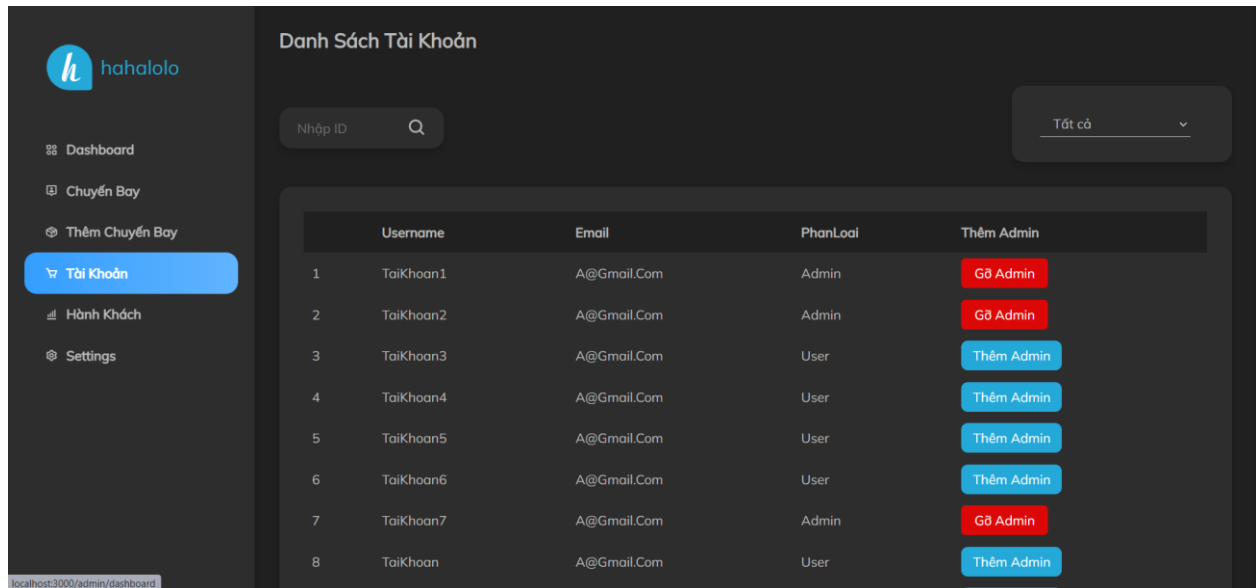 Danh Sách Tài Khoản
h hahalolo
Nhập ID
Tất cả
Dashboard
Chuyến Bay
Thêm Chuyến Bay
Tài Khoản
Hành Khách
Settings
Username Email PhanLoai Thêm Admin
1 TaiKhoan1 A@Gmail.Com Admin Gỡ Admin
2 TaiKhoan2 A@Gmail.Com Admin Gỡ Admin
3 TaiKhoan3 A@Gmail.Com User Thêm Admin
4 TaiKhoan4 A@Gmail.Com User Thêm Admin
5 TaiKhoan5 A@Gmail.Com User Thêm Admin
6 TaiKhoan6 A@Gmail.Com User Thêm Admin
7 TaiKhoan7 A@Gmail.Com Admin Gỡ Admin
8 TaiKhoan A@Gmail.Com User Thêm Admin
localhost:3000/admin/dashboard